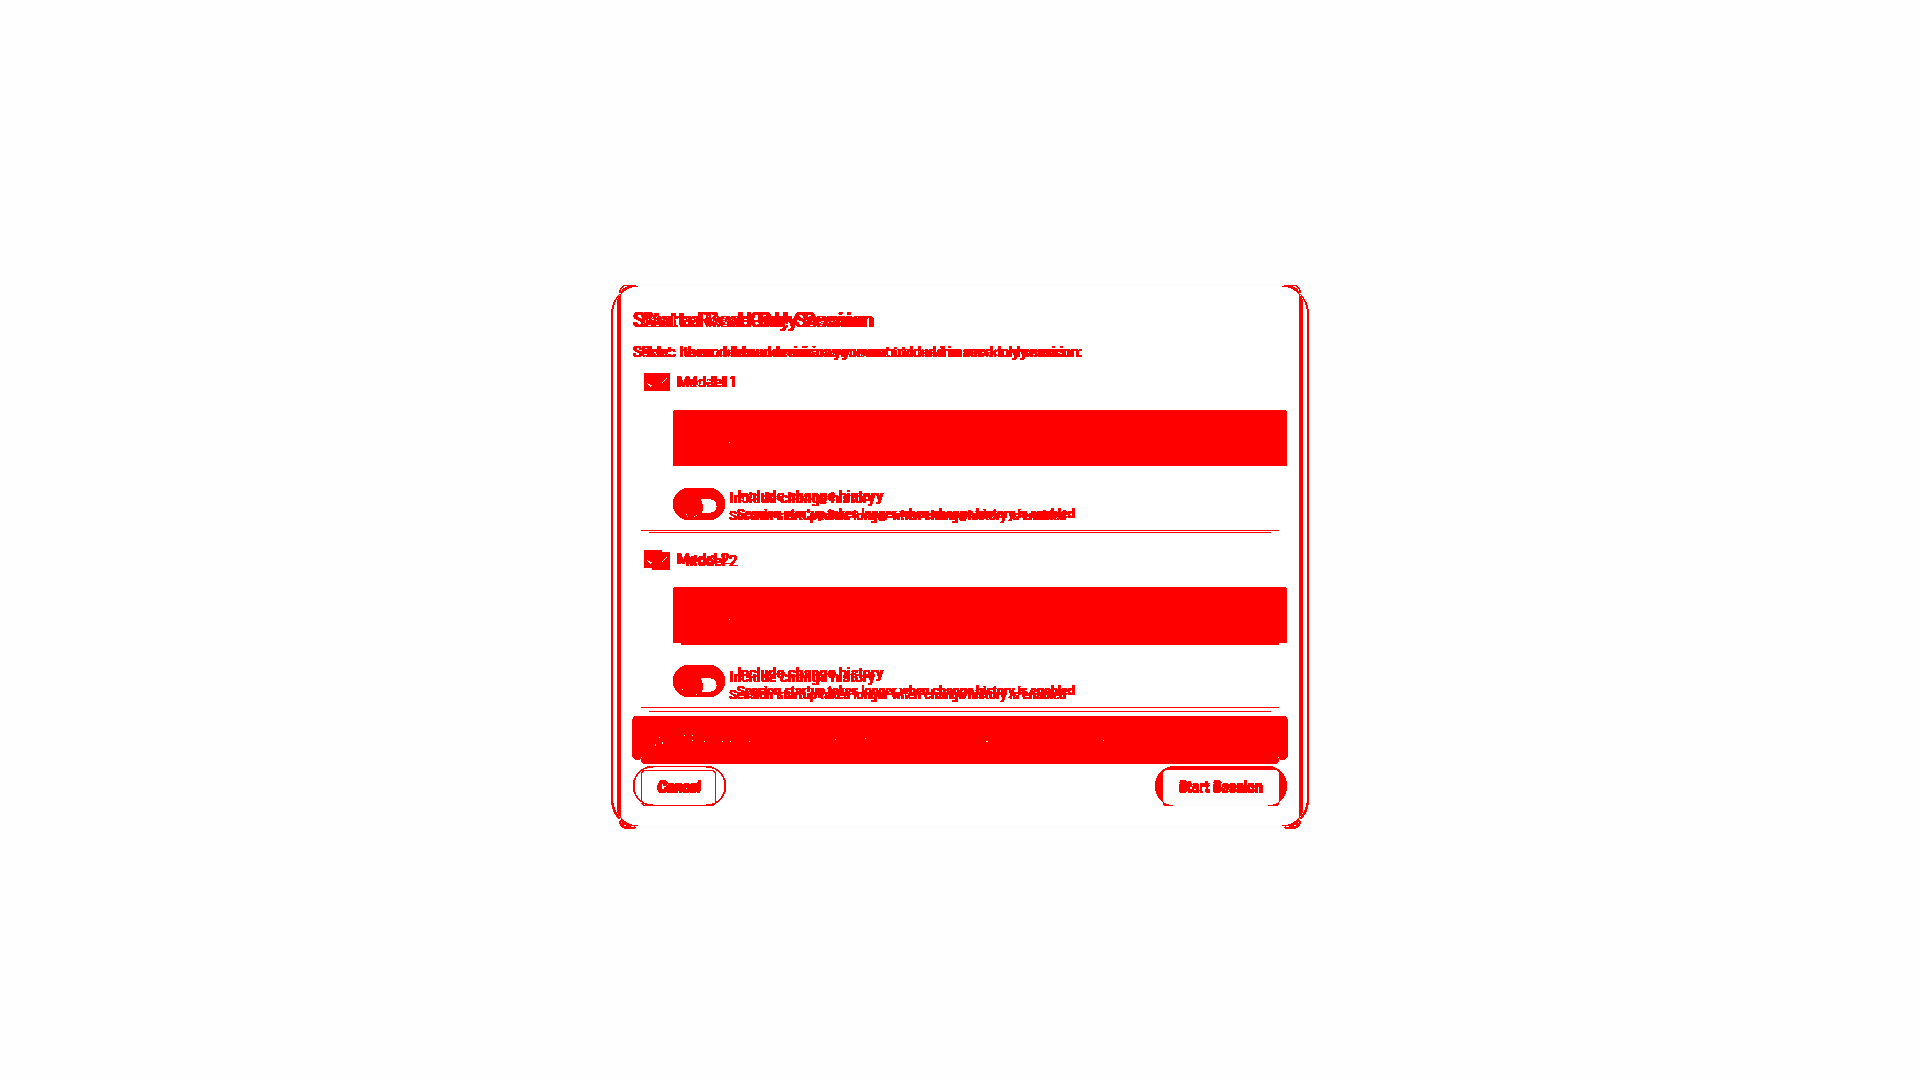 Start a Read-Only Session
Select the models and revisions you want to load in a read-only session:
Model 1
Include change history
Session startup takes longer when change history is enabled
Model 2
Include change history
Session startup takes longer when change history is enabled
Cancel
Start Session